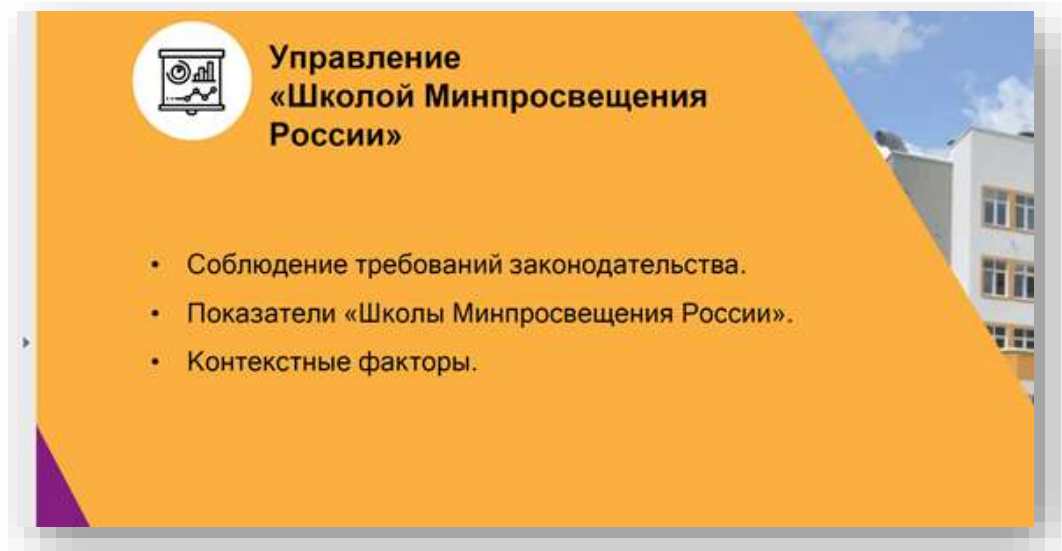 Управление
«Школой Минпросвещения
России»
• Соблюдение требований законодательства.
• Показатели «Школы Минпросвещения России».
• Контекстные факторы.